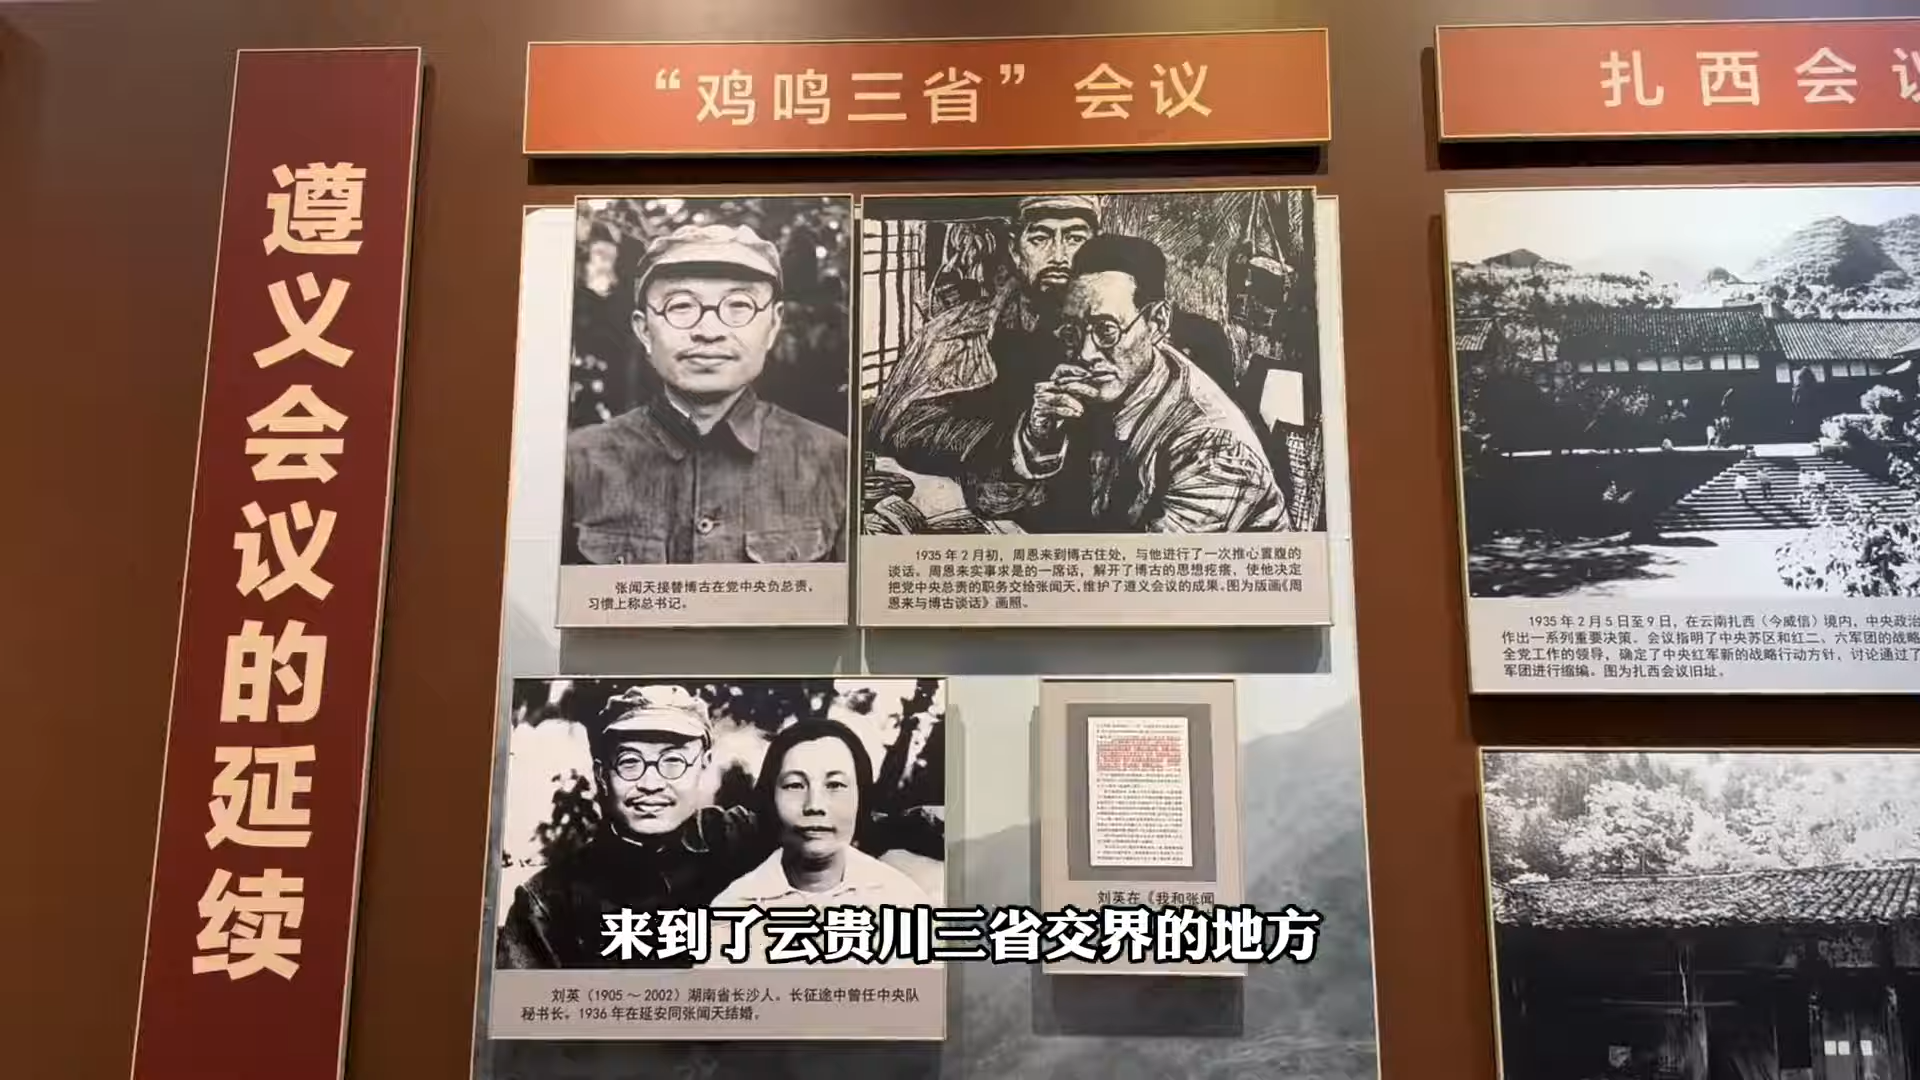 遵义会议的延续
“鸡鸣三省”会议
张闻天接替博古在党中央负总责，
习惯上称总书记。
1935年2月初，周恩来到博古住处，与他进行了一次推心置腹的
谈话。周恩来实事求是的一席话，解开了博古的思想疙瘩，使他决定
把党中央总责的职务交给张闻天，维护了遵义会议的成果。图为版画《周
恩来与博古谈话》画照。
刘英（1905～2002）湖南省长沙人。长征途中曾任中央队
秘书长。1936年在延安同张闻天结婚。
刘英在《我和张闻
扎西会议
1935年2月5日至9日，在云南扎西（今威信）境内，中央政治
作出一系列重要决策。会议指明了中央苏区和红二、六军团的战略
全党工作的领导，确定了中央红军新的战略行动方针，讨论通过了
军团进行缩编。图为扎西会议旧址。
来到了云贵川三省交界的地方